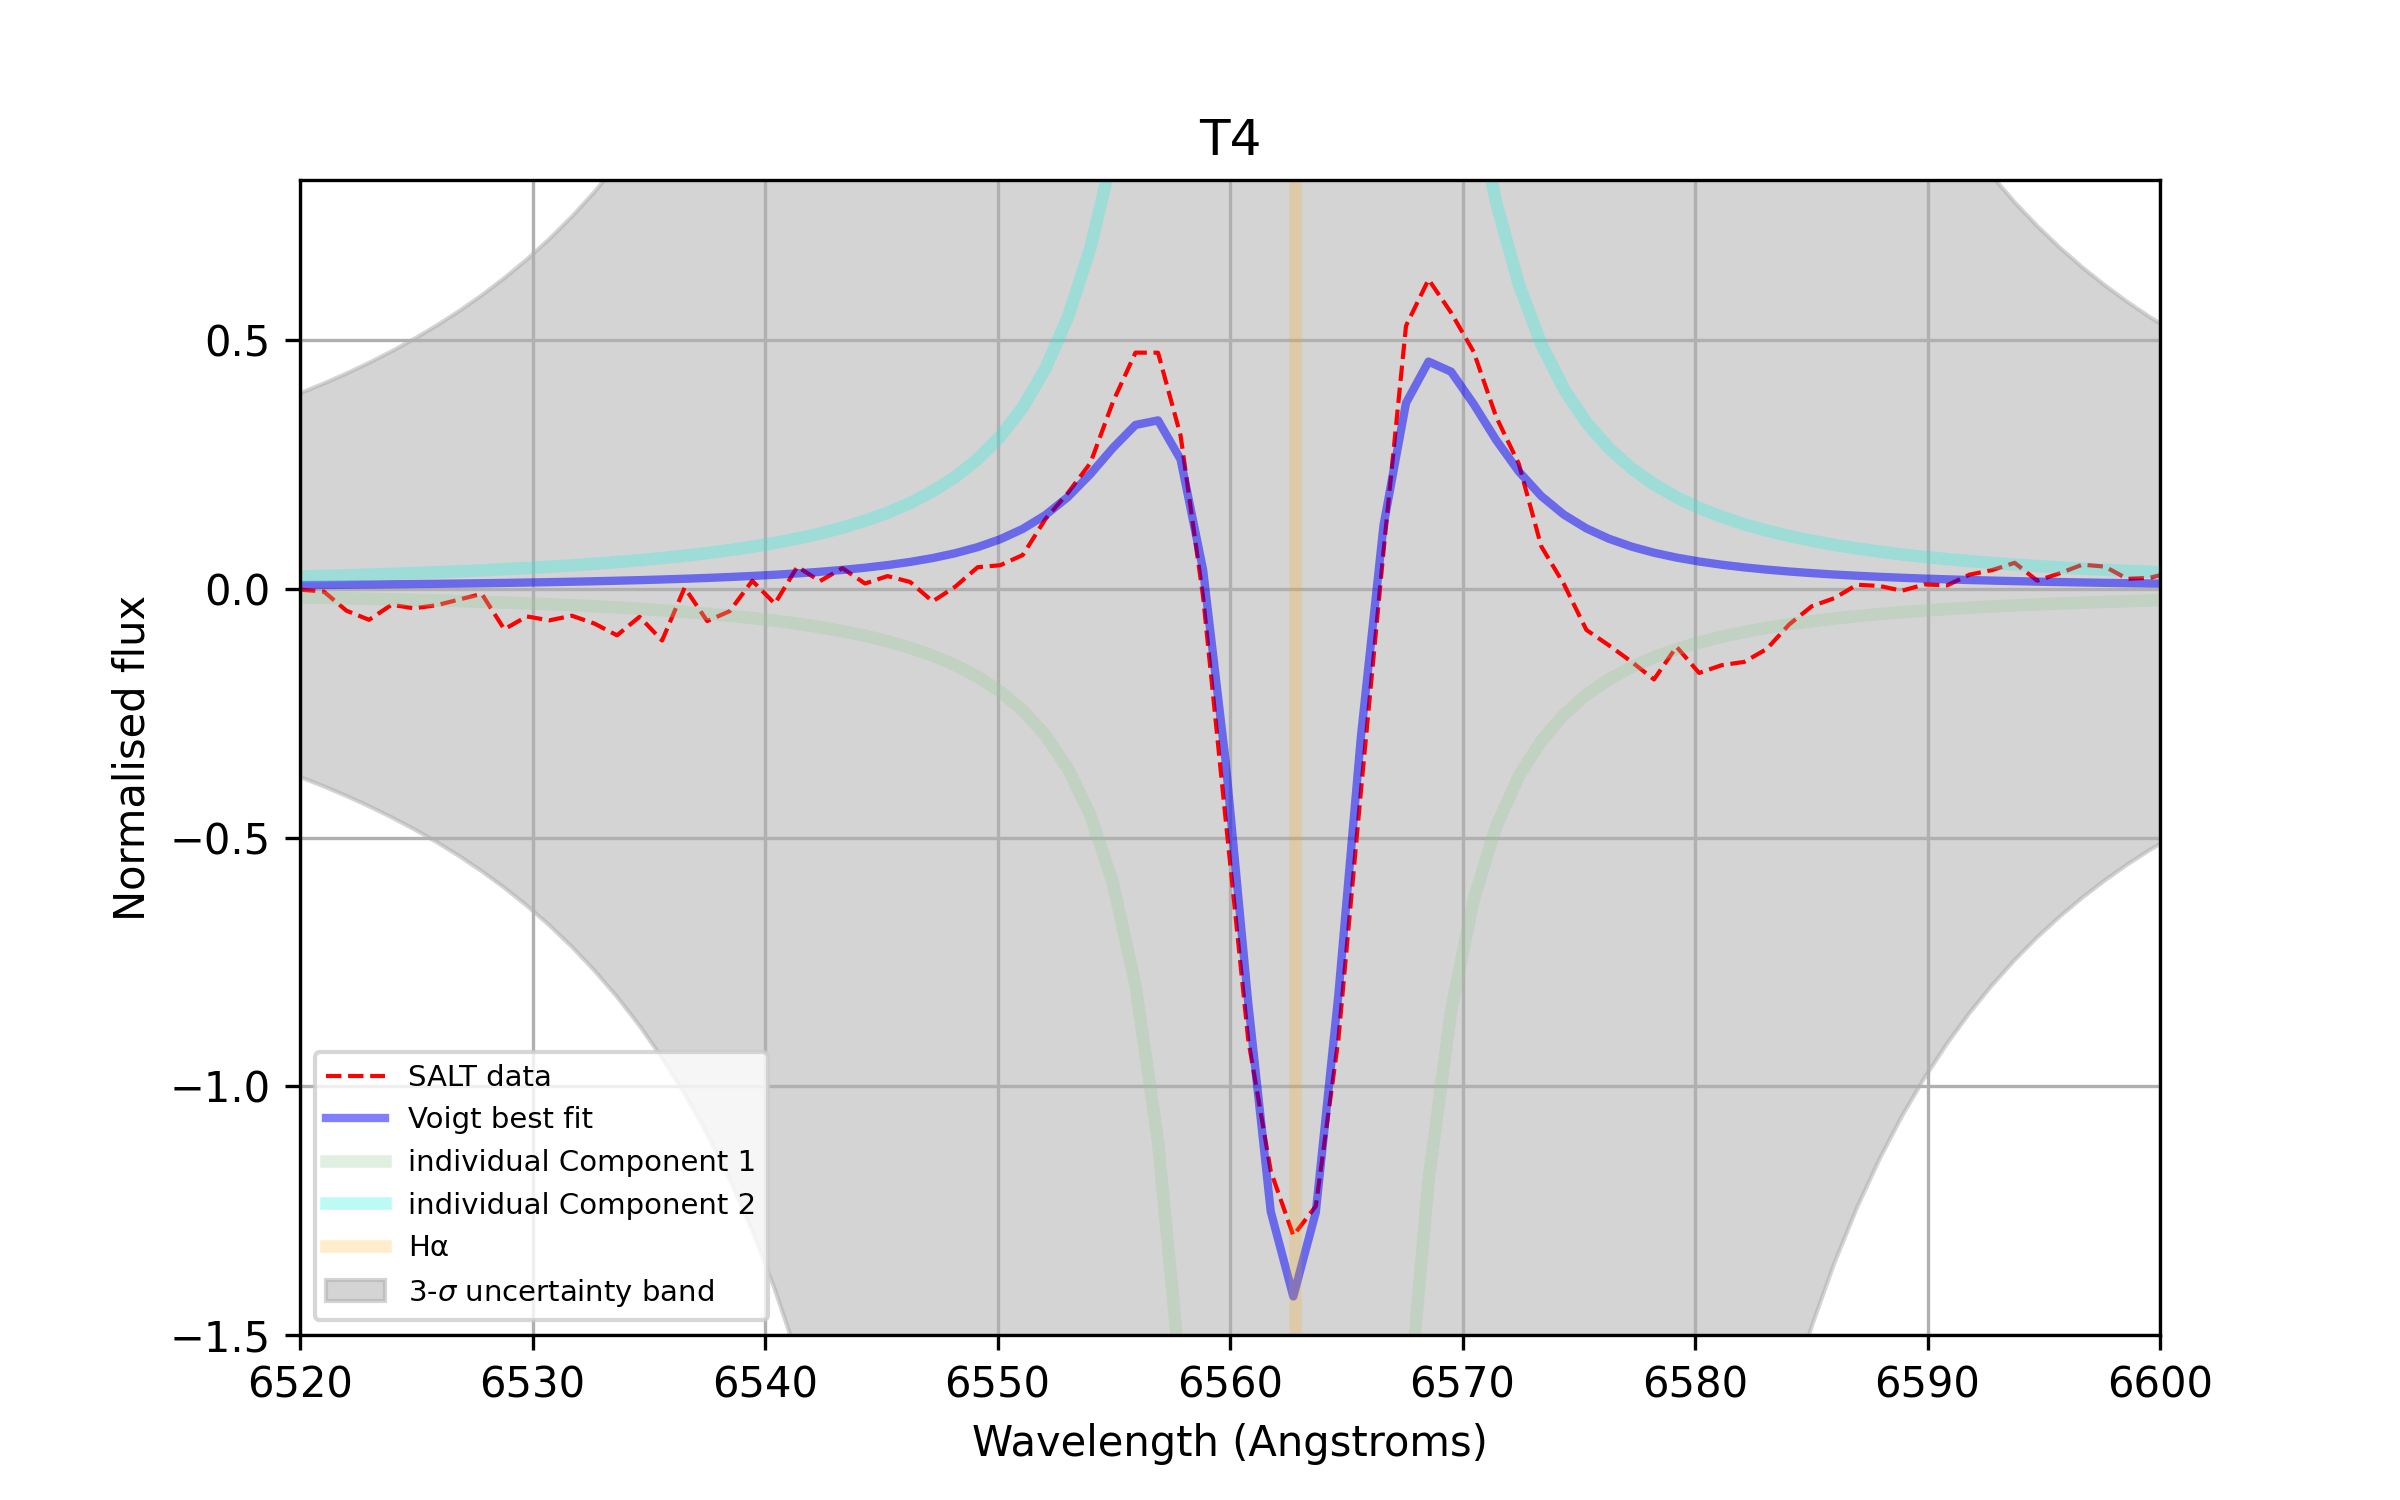 T4
Normalised flux
0.5
0.0
−0.5
−1.0
−1.5
SALT data
Voigt best fit
individual Component 1
individual Component 2
Hα
3-σ uncertainty band
6520 6530 6540 6550 6560 6570 6580 6590 6600
Wavelength (Angstroms)